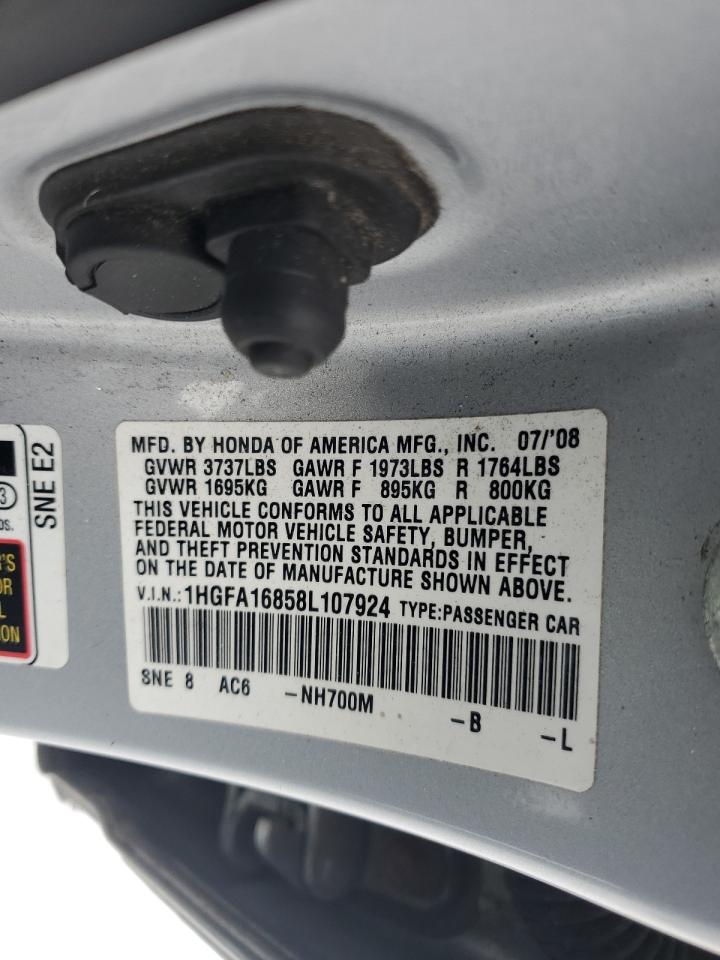 MFD. BY HONDA OF AMERICA MFG., INC. 07/'08
GVWR 3737LBS GAWR F 1973LBS R 1764LBS
GVWR 1695KG GAWR F 895KG R 800KG
THIS VEHICLE CONFORMS TO ALL APPLICABLE
FEDERAL MOTOR VEHICLE SAFETY, BUMPER,
AND THEFT PREVENTION STANDARDS IN EFFECT
ON THE DATE OF MANUFACTURE SHOWN ABOVE.
V.I.N.:1HGFA16858L107924 TYPE:PASSENGER CAR
SNE 8 AC6 -NH700M -B -L
SNE E2
3